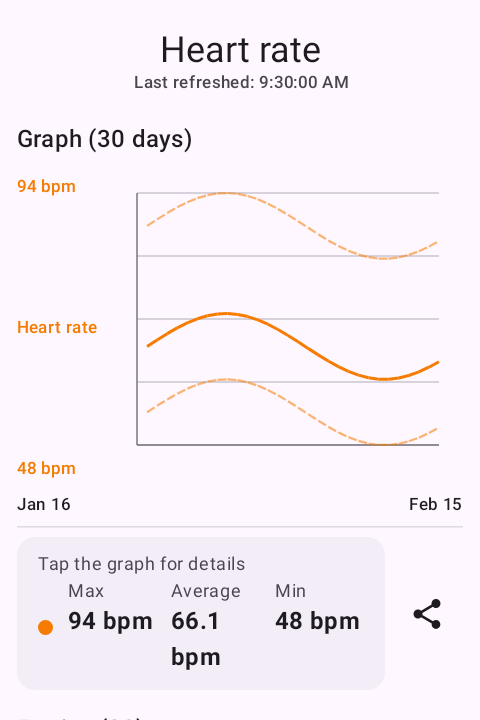 Heart rate
Last refreshed: 9:30:00 AM
Graph (30 days)
94 bpm
Heart rate
48 bpm
Jan 16 Feb 15
Tap the graph for details
Max Average Min
94 bpm 66.1 bpm 48 bpm